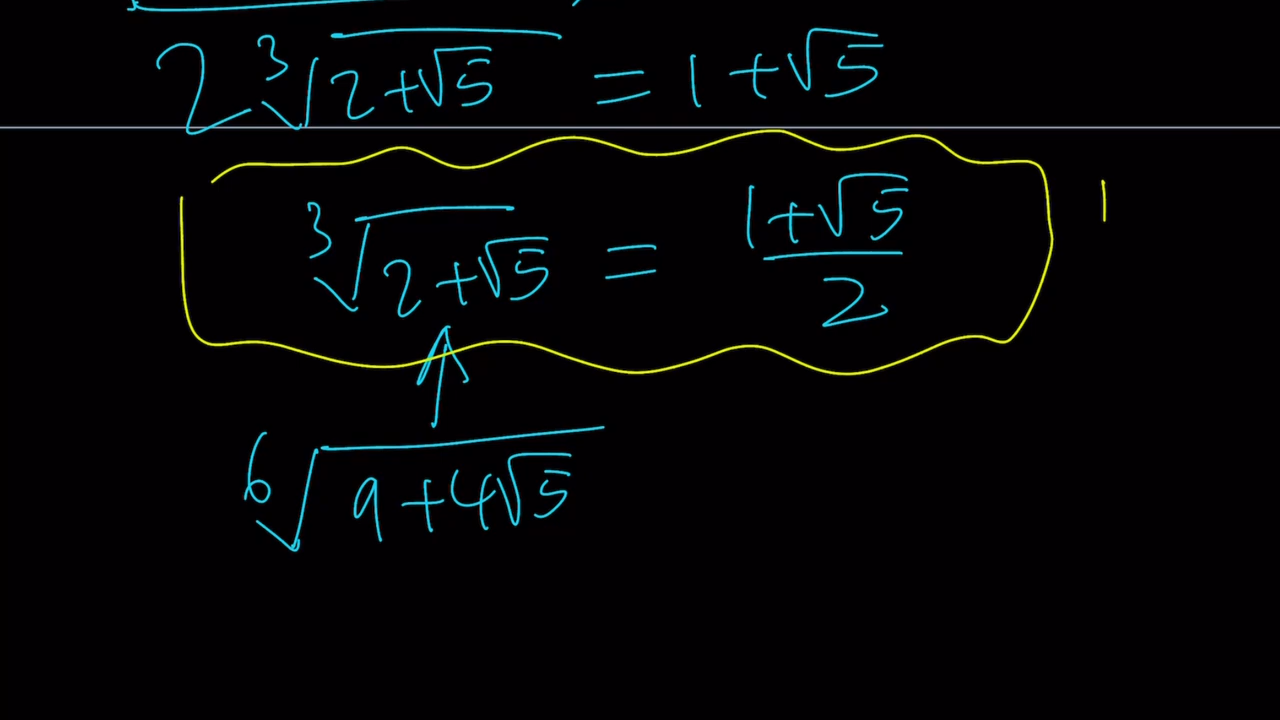 2∛(2+√5) = 1+√5
∛(2+√5) = (1+√5)/2
⁶√(9+4√5)